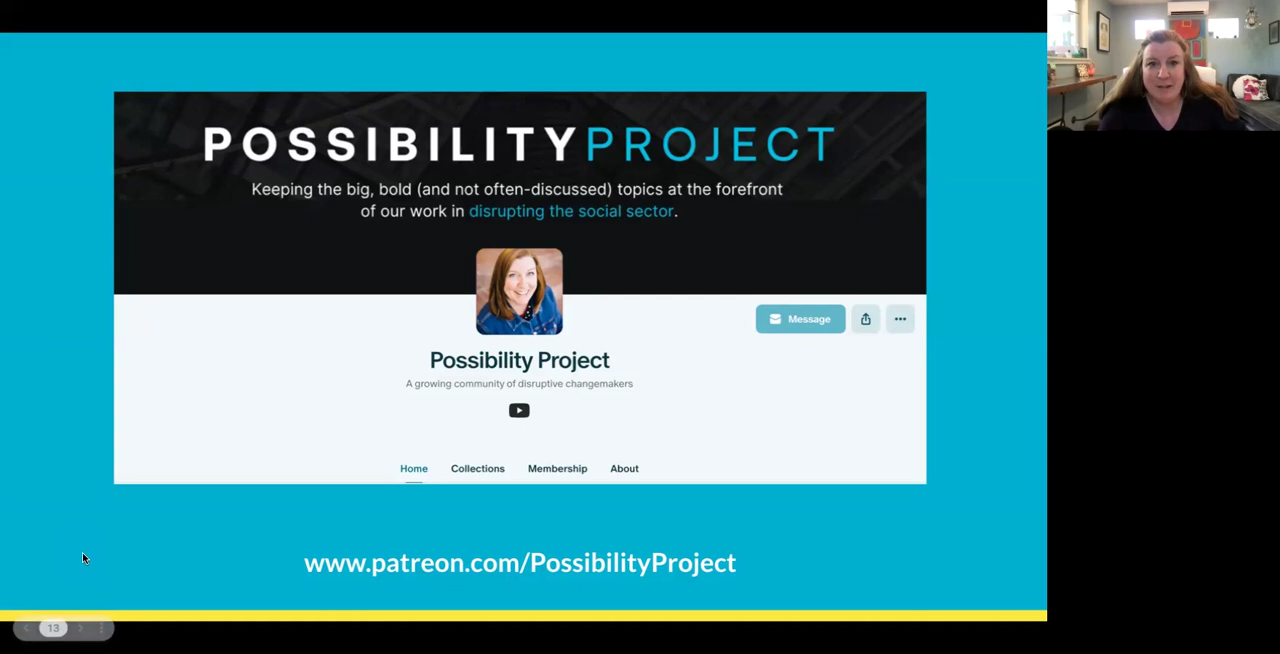 POSSIBILITYPROJECT
Keeping the big, bold (and not often-discussed) topics at the forefront
of our work in disrupting the social sector.
Message
Possibility Project
A growing community of disruptive changemakers
Home Collections Membership About
www.patreon.com/PossibilityProject
13